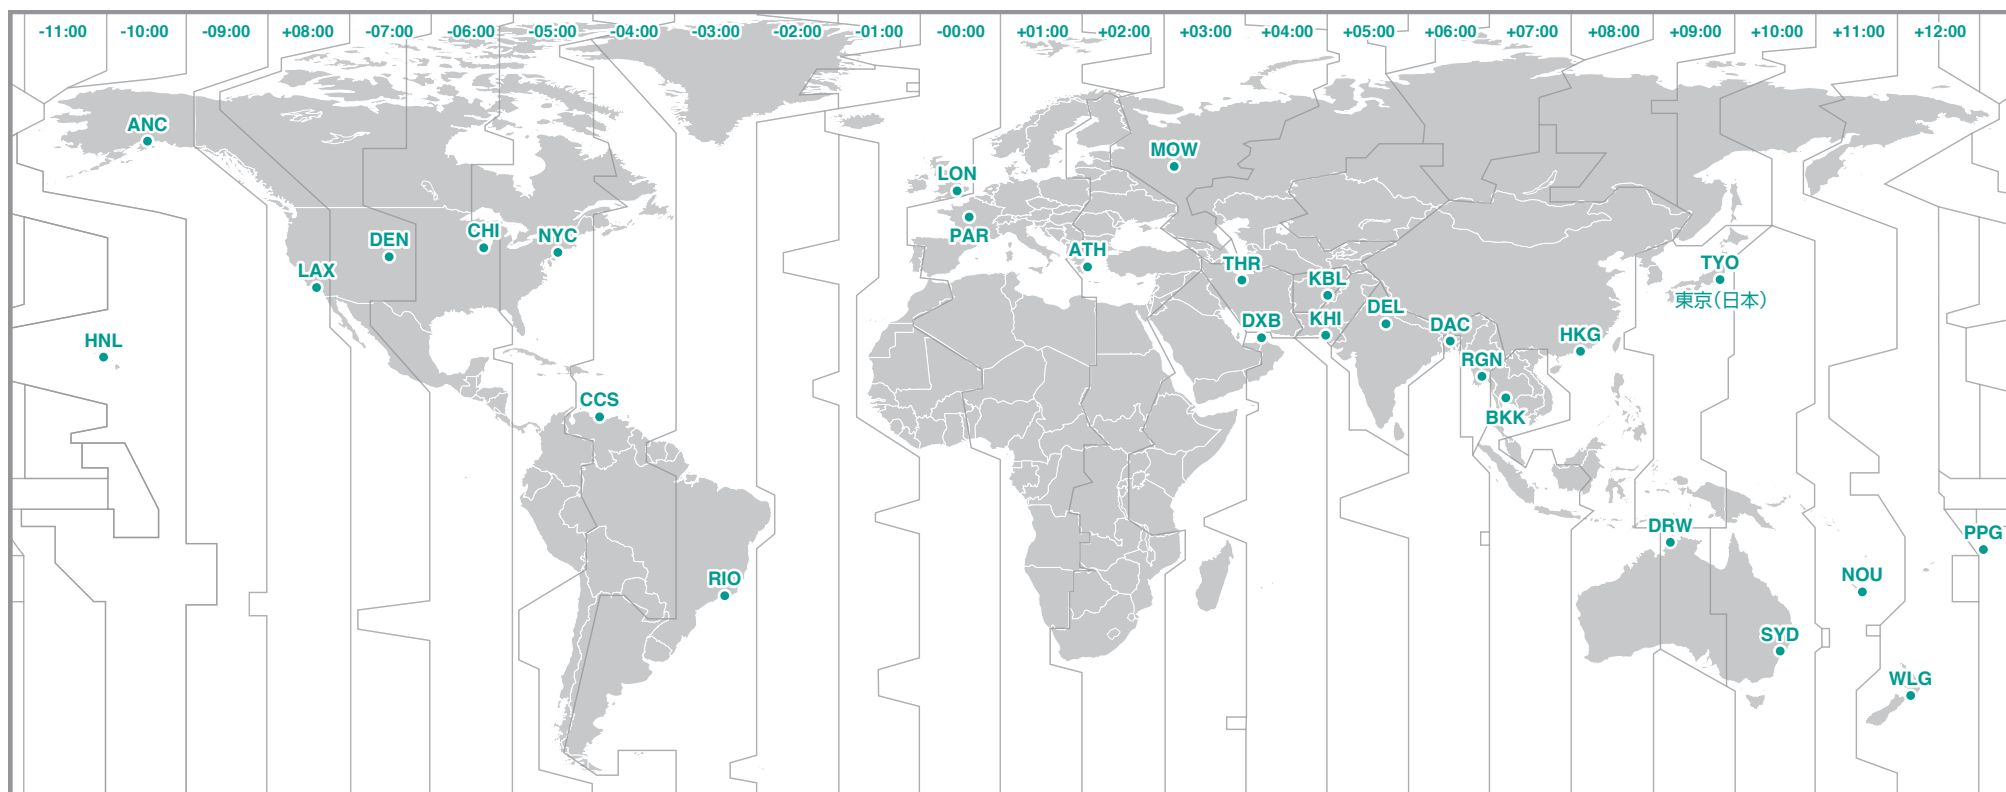 -11:00 -10:00 -09:00 +08:00 -07:00 -06:00 -05:00 -04:00 -03:00 -02:00 -01:00 -00:00 +01:00 +02:00 +03:00 +04:00 +05:00 +06:00 +07:00 +08:00 +09:00 +10:00 +11:00 +12:00
ANC
MOW
LON
CHI
NYC
DEN
PAR
ATH
LAX
THR
TYO
KBL
東京(日本)
DEL
DXB
KHI
DAC
HKG
HNL
RGN
CCS
BKK
DRW
PPG
NOU
RIO
SYD
WLG